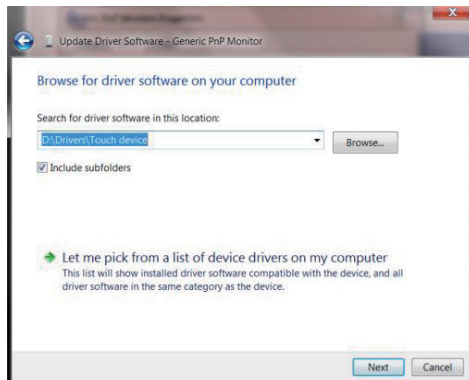 Update Driver Software - Generic PnP Monitor
Browse for driver software on your computer
Search for driver software in this location:
D:\Drivers\Touch device
Browse...
Include subfolders
Let me pick from a list of device drivers on my computer
This list will show installed driver software compatible with the device, and all
driver software in the same category as the device.
Next
Cancel